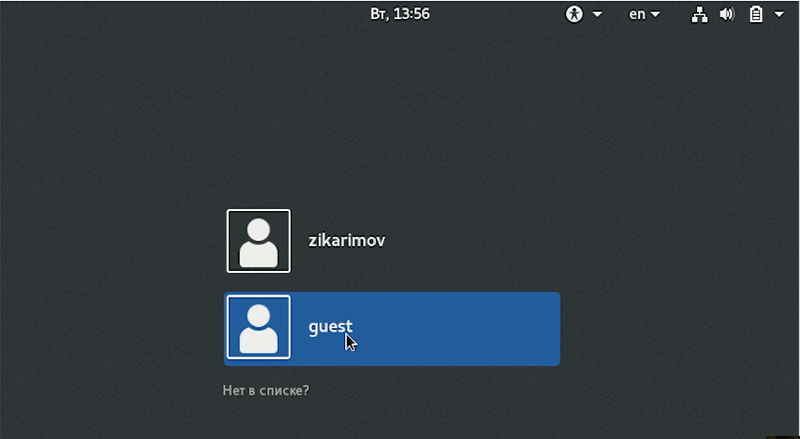 Вт, 13:56
en
zikarimov
guest
Нет в списке?